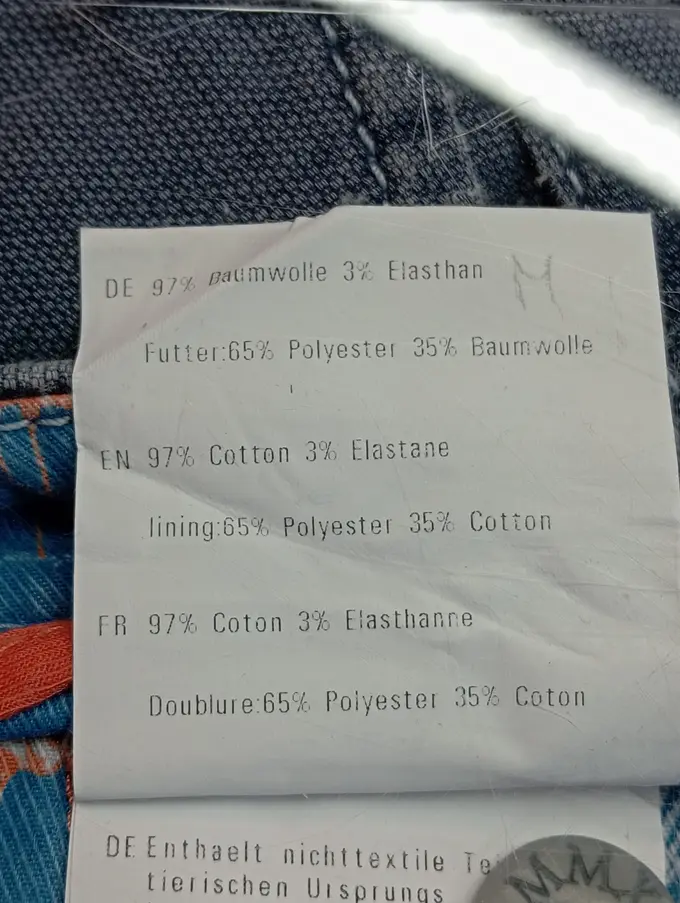 DE 97% Baumwolle 3% Elasthan
Futter:65% Polyester 35% Baumwolle
EN 97% Cotton 3% Elastane
lining:65% Polyester 35% Cotton
FR 97% Coton 3% Elasthanne
Doublure:65% Polyester 35% Coton
DE Enthaelt nichttextile
tierischen Ursprungs